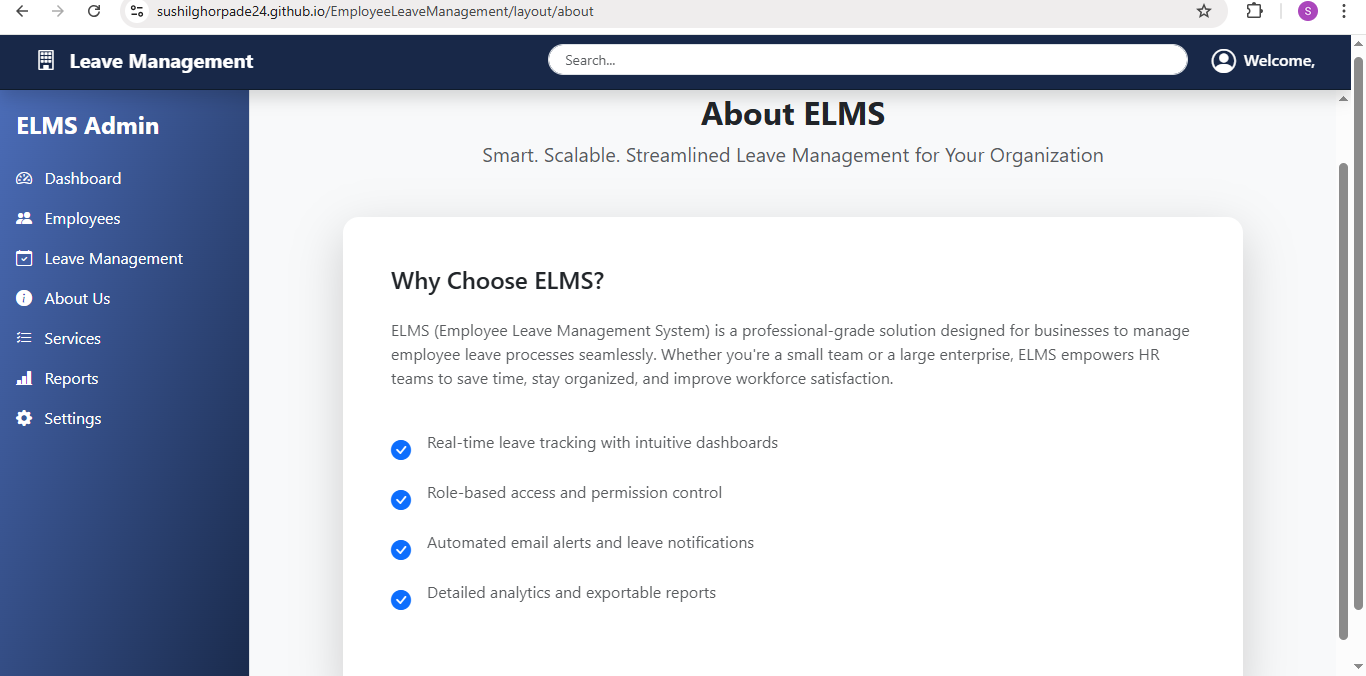 sushilghorpade24.github.io/EmployeeLeaveManagement/layout/about
S
Leave Management
Search...
Welcome,
ELMS Admin
Dashboard
Employees
Leave Management
About Us
Services
Reports
Settings
About ELMS
Smart. Scalable. Streamlined Leave Management for Your Organization
Why Choose ELMS?
ELMS (Employee Leave Management System) is a professional-grade solution designed for businesses to manage
employee leave processes seamlessly. Whether you're a small team or a large enterprise, ELMS empowers HR
teams to save time, stay organized, and improve workforce satisfaction.
Real-time leave tracking with intuitive dashboards
Role-based access and permission control
Automated email alerts and leave notifications
Detailed analytics and exportable reports